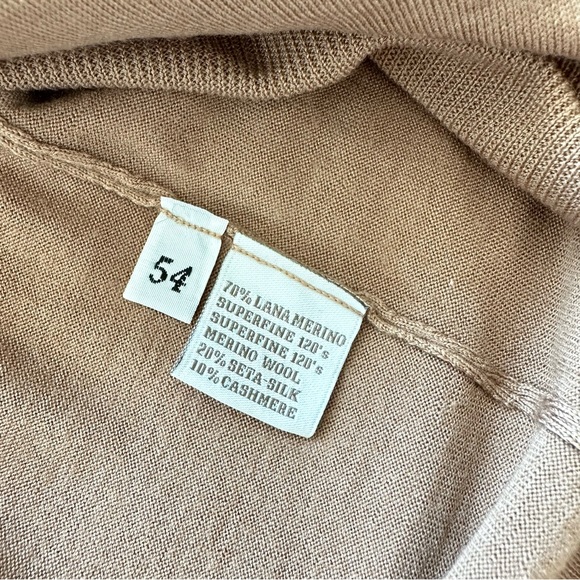 54
70% LANA MERINO
SUPERFINE 120's
SUPERFINE 120's
MERINO WOOL
20% SETA-SILK
10% CASHMERE